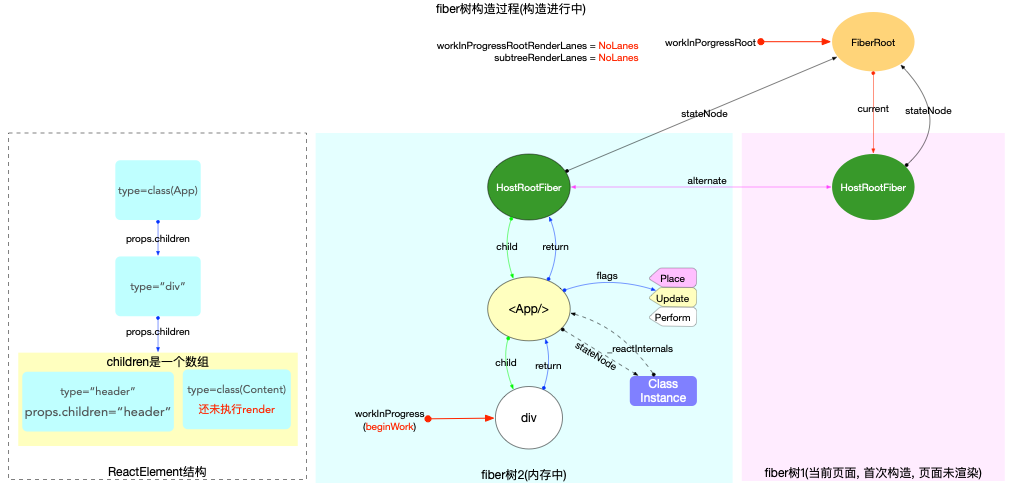 fiber树构造过程(构造进行中)
workInProgressRootRenderLanes = NoLanes
subtreeRenderLanes = NoLanes
workInPorgressRoot
FiberRoot
stateNode
current
stateNode
type=class(App)
props.children
type=“div”
props.children
children是一个数组
type=“header”
props.children=“header”
type=class(Content)
还未执行render
ReactElement结构
HostRootFiber
alternate
HostRootFiber
child
return
<App/>
flags
Place
Update
Perform
_reactInternals
stateNode
Class
Instance
child
return
workInProgress
(beginWork)
div
fiber树2(内存中)
fiber树1(当前页面, 首次构造, 页面未渲染)